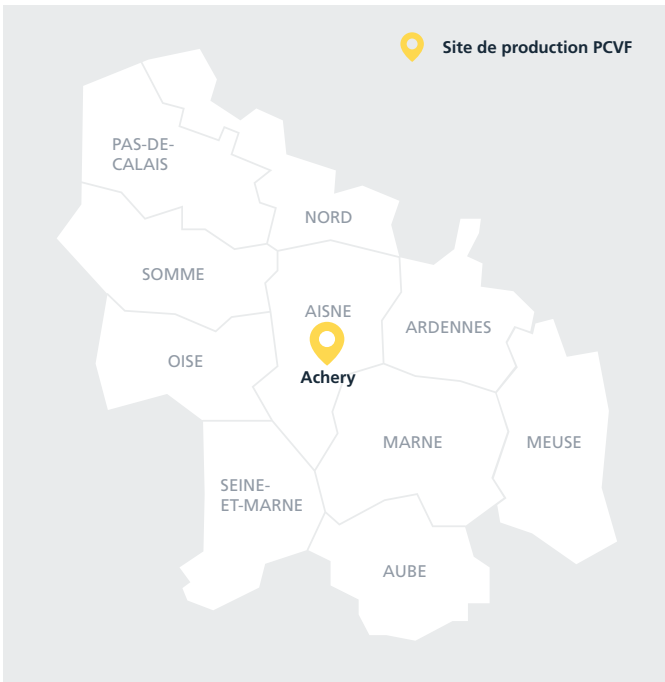 Site de production PCVF
PAS-DE-
CALAIS
NORD
SOMME
AISNE
ARDENNES
OISE
Achery
MARNE
MEUSE
SEINE-
ET-MARNE
AUBE